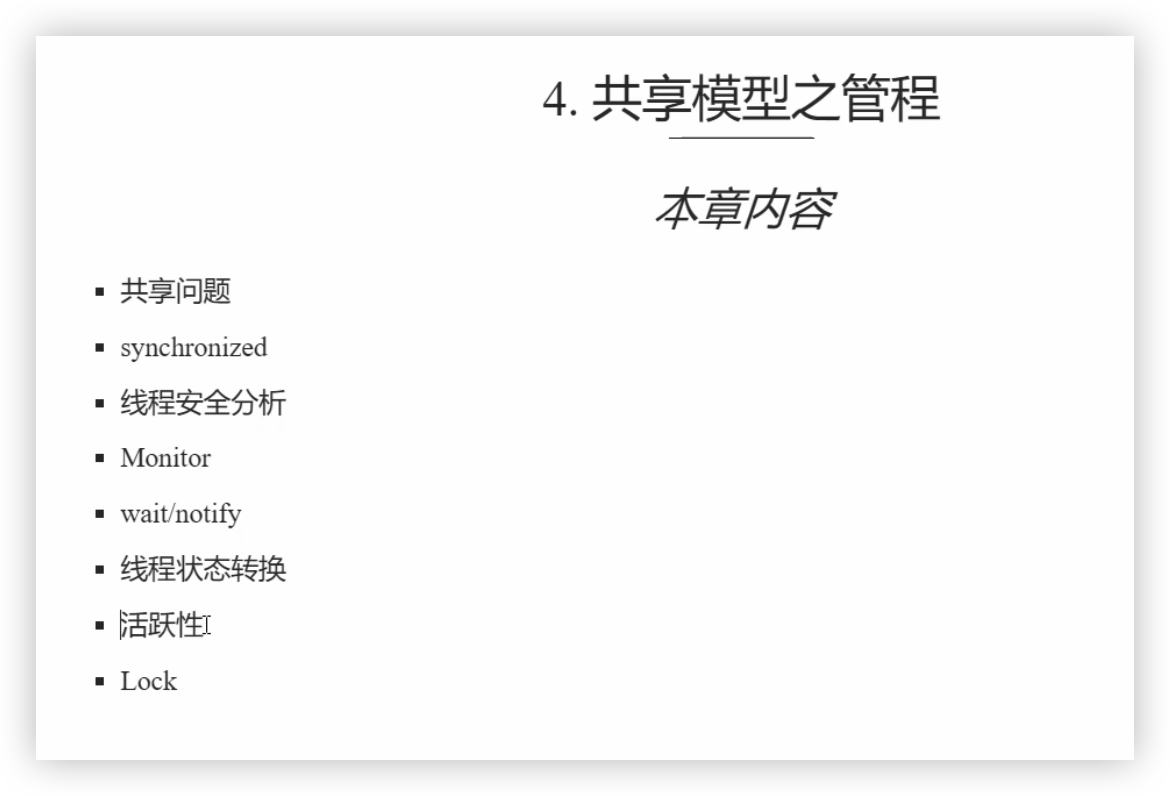 4. 共享模型之管程
本章内容
▪ 共享问题
▪ synchronized
▪ 线程安全分析
▪ Monitor
▪ wait/notify
▪ 线程状态转换
▪ 活跃性
▪ Lock